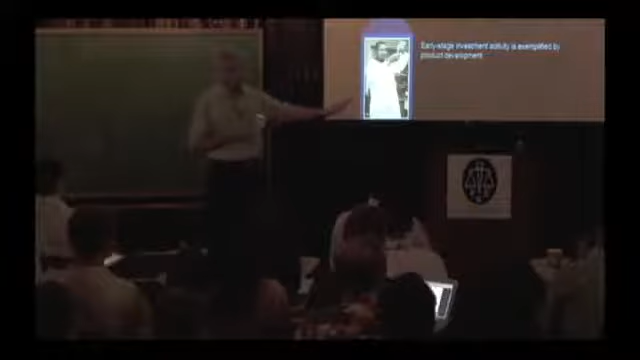 Early-stage investment activity is exemplified by
product development